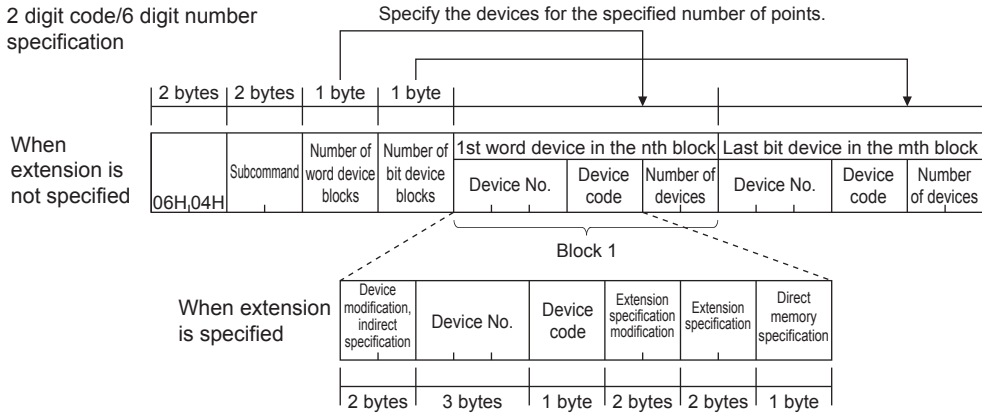 2 digit code/6 digit number
specification
Specify the devices for the specified number of points.
2 bytes
2 bytes
1 byte
1 byte
When
extension is
not specified
06H
04H
Subcommand
Number of
word device
blocks
Number of
bit device
blocks
1st word device in the nth block
Last bit device in the mth block
Device No.
Device
code
Number of
devices
Device No.
Device
code
Number
of devices
Block 1
When extension
is specified
Device
modification,
indirect
specification
Device No.
Device
code
Extension
specification
modification
Extension
specification
Direct
memory
specification
2 bytes
3 bytes
1 byte
2 bytes
2 bytes
1 byte